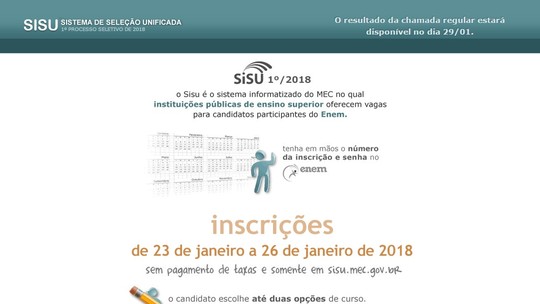 SISU SISTEMA DE SELEÇÃO UNIFICADA
1º PROCESSO SELETIVO DE 2018
O resultado da chamada regular estará
disponível no dia 29/01.
SiSU 1º/2018
o Sisu é o sistema informatizado do MEC no qual
instituições públicas de ensino superior oferecem vagas
para candidatos participantes do Enem.
tenha em mãos o número
da inscrição e senha no
enem
inscrições
de 23 de janeiro a 26 de janeiro de 2018
sem pagamento de taxas e somente em sisu.mec.gov.br
o candidato escolhe até duas opções de curso.